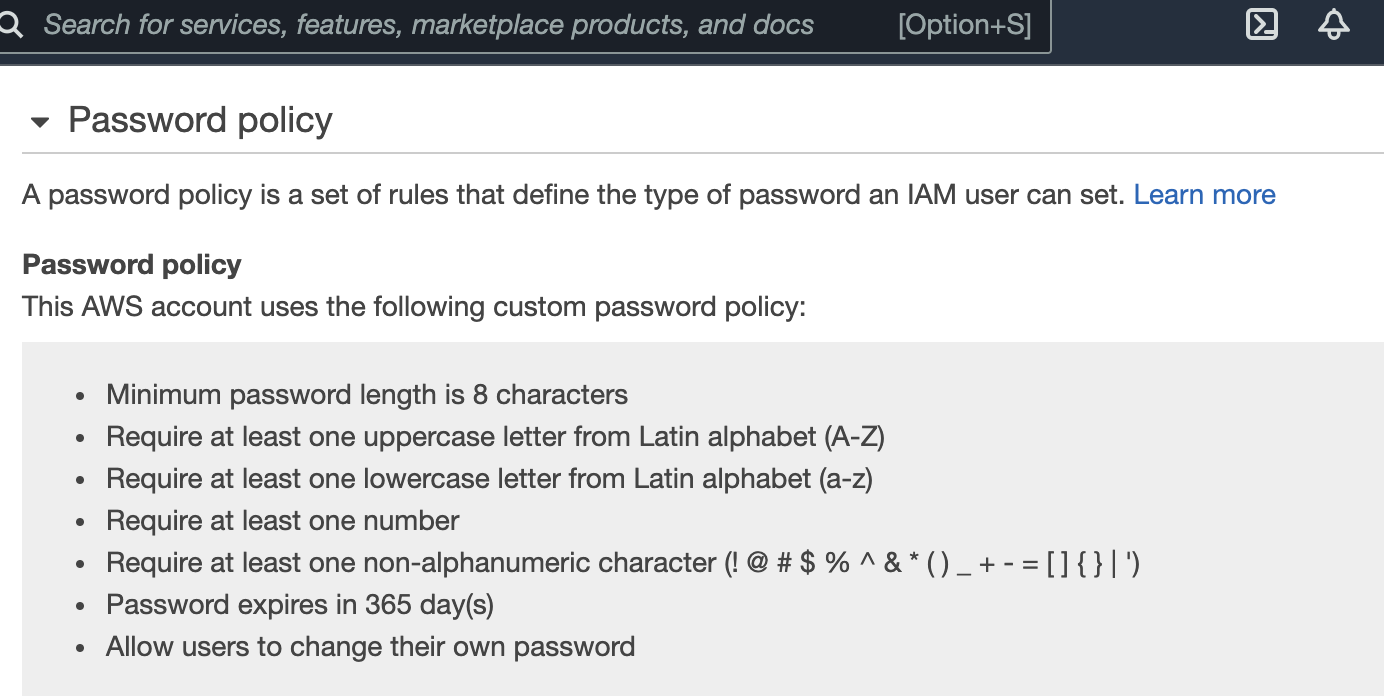 Search for services, features, marketplace products, and docs [Option+S]
Password policy
A password policy is a set of rules that define the type of password an IAM user can set. Learn more
Password policy
This AWS account uses the following custom password policy:
• Minimum password length is 8 characters
• Require at least one uppercase letter from Latin alphabet (A-Z)
• Require at least one lowercase letter from Latin alphabet (a-z)
• Require at least one number
• Require at least one non-alphanumeric character (! @ # $ % ^ & * ( ) _ + - = [ ] { } | ')
• Password expires in 365 day(s)
• Allow users to change their own password